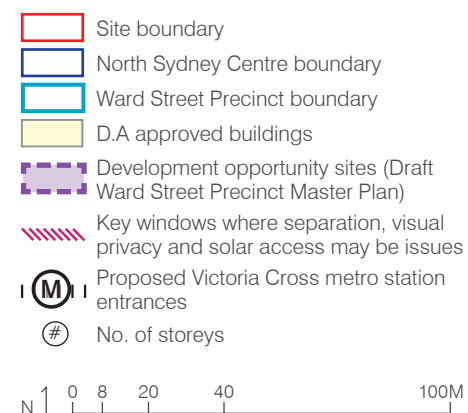 Site boundary
North Sydney Centre boundary
Ward Street Precinct boundary
D.A approved buildings
Development opportunity sites (Draft
Ward Street Precinct Master Plan)
Key windows where separation, visual
privacy and solar access may be issues
M Proposed Victoria Cross metro station
entrances
# No. of storeys
N 0 8 20 40 100M